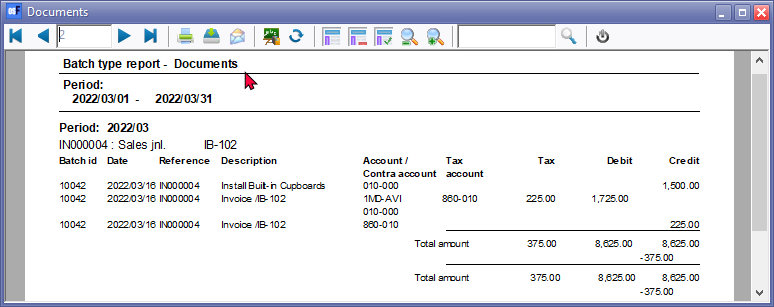 Documents
2
Batch type report - Documents
Period:
2022/03/01 - 2022/03/31
Period: 2022/03
IN000004 : Sales jnl. IB-102
Batch id Date Reference Description Account / Tax Tax Debit Credit
Contra account account
10042 2022/03/16 IN000004 Install Built-in Cupboards 010-000 1,500.00
10042 2022/03/16 IN000004 Invoice /IB-102 1MD-AVI 860-010 225.00 1,725.00
010-000
10042 2022/03/16 IN000004 Invoice /IB-102 860-010 225.00
Total amount 375.00 8,625.00 8,625.00
-375.00
Total amount 375.00 8,625.00 8,625.00
-375.00